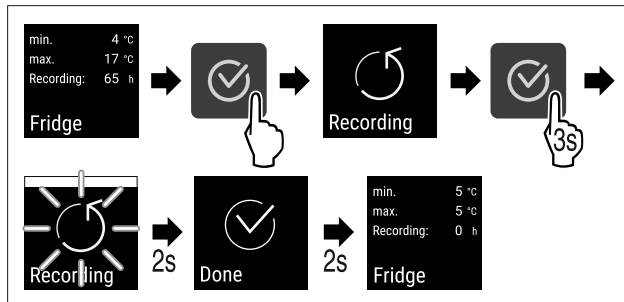 min. 4 °C
max. 17 °C
Recording: 65 h
Fridge
Recording
3s
Recording
2s
Done
2s
min. 5 °C
max. 5 °C
Recording: 0 h
Fridge